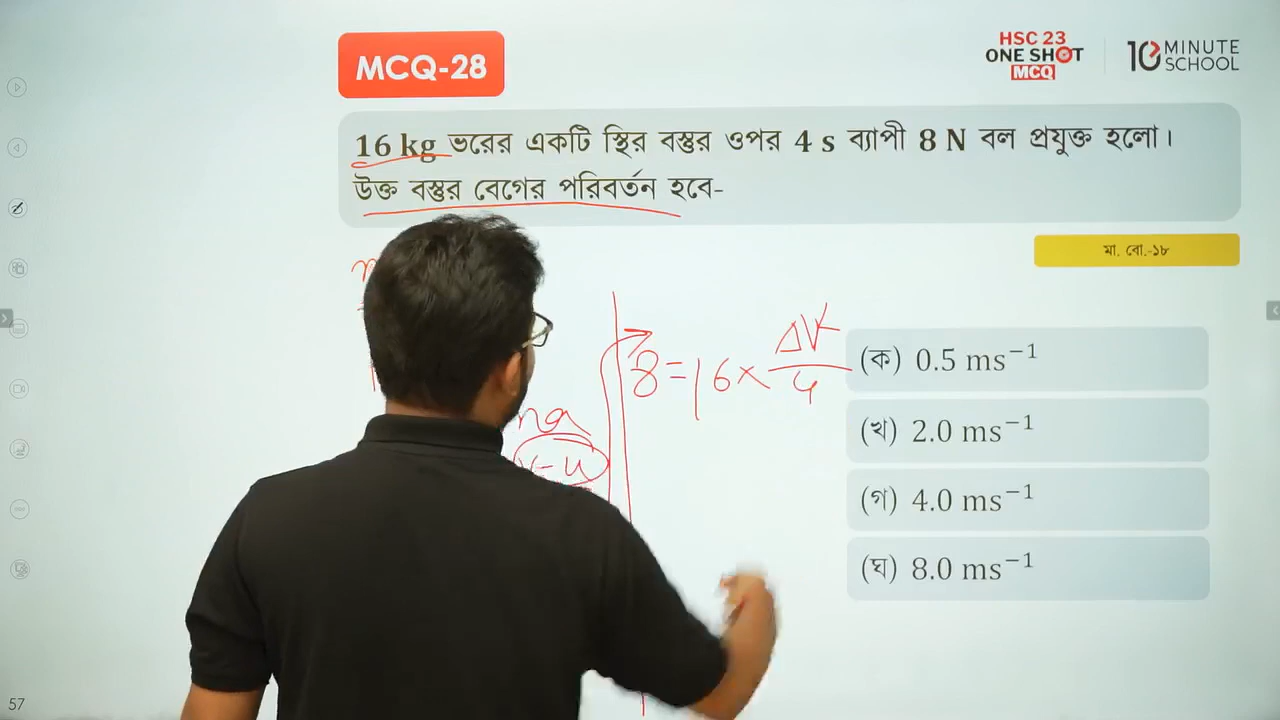 HSC 23
ONE SHOT
MCQ
10 MINUTE
SCHOOL
MCQ-28
16 kg ভরের একটি স্থির বস্তুর ওপর 4 s ব্যাপী 8 N বল প্রযুক্ত হলো।
উক্ত বস্তুর বেগের পরিবর্তন হবে-
মা. বো.-১৮
8 = 16 × ΔV/4
(ক) 0.5 ms⁻¹
(খ) 2.0 ms⁻¹
(গ) 4.0 ms⁻¹
(ঘ) 8.0 ms⁻¹
57